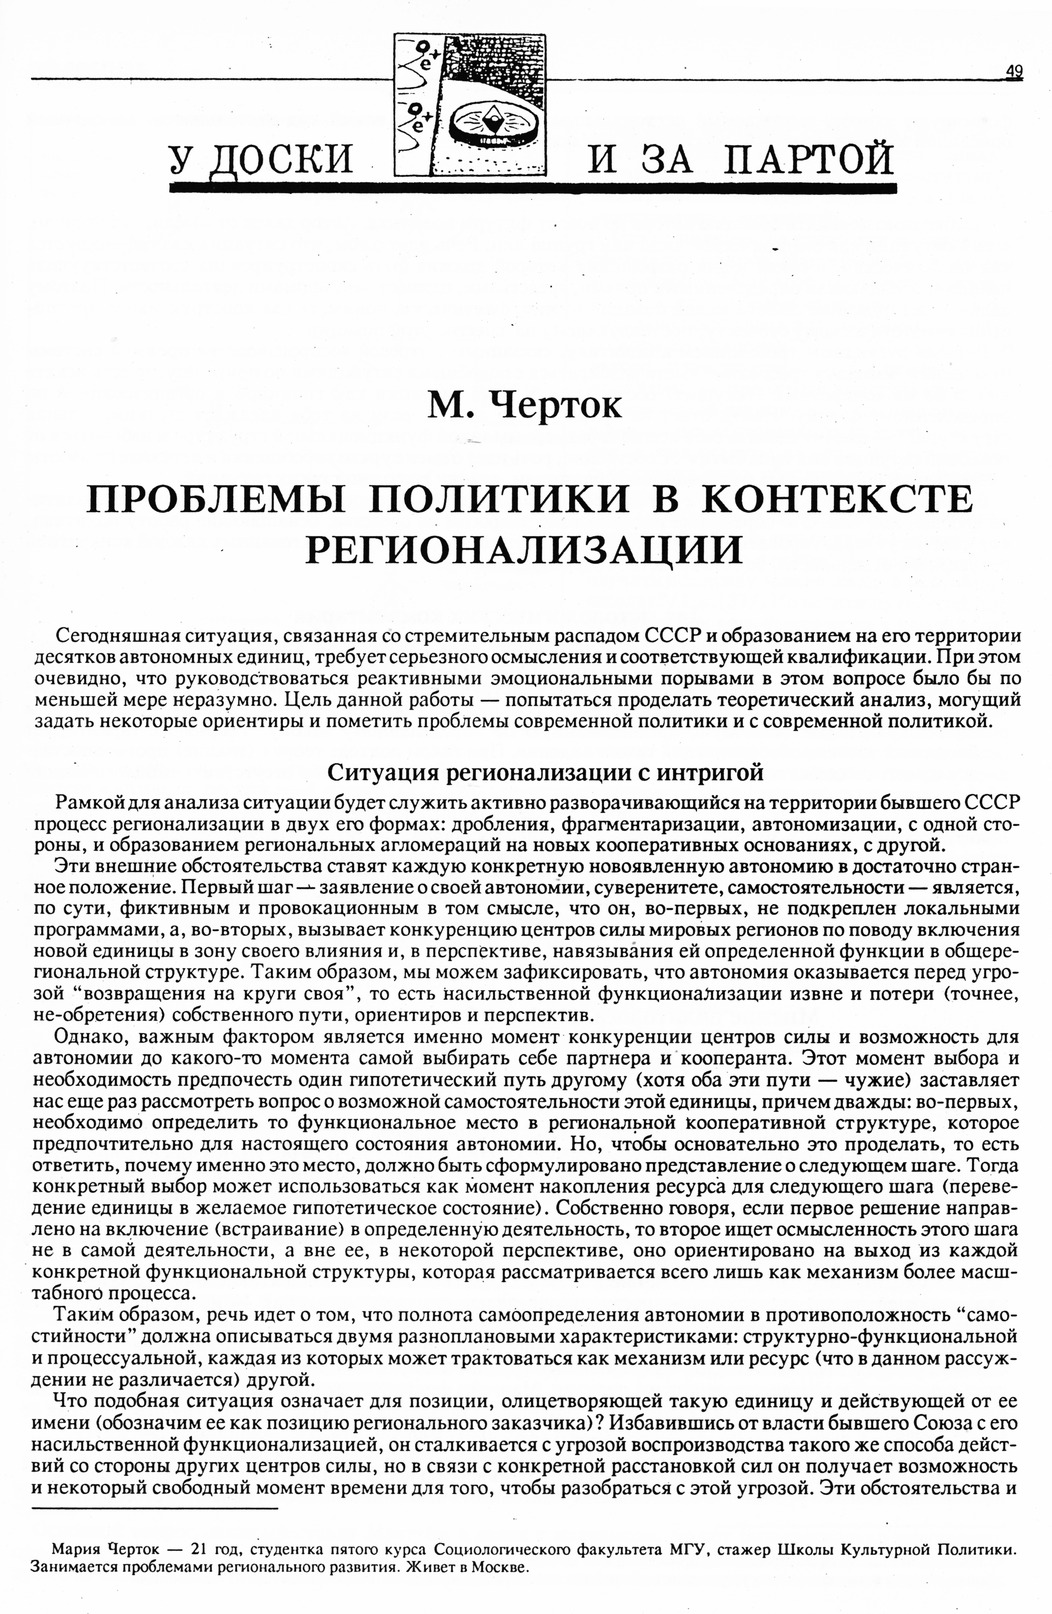 49
У ДОСКИ И ЗА ПАРТОЙ
М. Черток
ПРОБЛЕМЫ ПОЛИТИКИ В КОНТЕКСТЕ
РЕГИОНАЛИЗАЦИИ
Сегодняшная ситуация, связанная со стремительным распадом СССР и образованием на его территории
десятков автономных единиц, требует серьезного осмысления и соответствующей квалификации. При этом
очевидно, что руководствоваться реактивными эмоциональными порывами в этом вопросе было бы по
меньшей мере неразумно. Цель данной работы — попытаться проделать теоретический анализ, могущий
задать некоторые ориентиры и пометить проблемы современной политики и с современной политикой.
Ситуация регионализации с интригой
Рамкой для анализа ситуации будет служить активно разворачивающийся на территории бывшего СССР
процесс регионализации в двух его формах: дробления, фрагментаризации, автономизации, с одной сто-
роны, и образованием региональных агломераций на новых кооперативных основаниях, с другой.
Эти внешние обстоятельства ставят каждую конкретную новоявленную автономию в достаточно стран-
ное положение. Первый шаг — заявление о своей автономии, суверенитете, самостоятельности — является,
по сути, фиктивным и провокационным в том смысле, что он, во-первых, не подкреплен локальными
программами, а, во-вторых, вызывает конкуренцию центров силы мировых регионов по поводу включения
новой единицы в зону своего влияния и, в перспективе, навязывания ей определенной функции в общере-
гиональной структуре. Таким образом, мы можем зафиксировать, что автономия оказывается перед угро-
зой “возвращения на круги своя”, то есть насильственной функционализации извне и потери (точнее,
не-обретения) собственного пути, ориентиров и перспектив.
Однако, важным фактором является именно момент конкуренции центров силы и возможность для
автономии до какого-то момента самой выбирать себе партнера и кооперанта. Этот момент выбора и
необходимость предпочесть один гипотетический путь другому (хотя оба эти пути — чужие) заставляет
нас еще раз рассмотреть вопрос о возможной самостоятельности этой единицы, причем дважды: во-первых,
необходимо определить то функциональное место в региональной кооперативной структуре, которое
предпочтительно для настоящего состояния автономии. Но, чтобы основательно это проделать, то есть
ответить, почему именно это место, должно быть сформулировано представление о следующем шаге. Тогда
конкретный выбор может использоваться как момент накопления ресурса для следующего шага (переве-
дение единицы в желаемое гипотетическое состояние). Собственно говоря, если первое решение направ-
лено на включение (встраивание) в определенную деятельность, то второе ищет осмысленность этого шага
не в самой деятельности, а вне ее, в некоторой перспективе, оно ориентировано на выход из каждой
конкретной функциональной структуры, которая рассматривается всего лишь как механизм более масш-
табного процесса.
Таким образом, речь идет о том, что полнота самоопределения автономии в противоположность “само-
стийности” должна описываться двумя разноплановыми характеристиками: структурно-функциональной
и процессуальной, каждая из которых может трактоваться как механизм или ресурс (что в данном рассуж-
дении не различается) другой.
Что подобная ситуация означает для позиции, олицетворяющей такую единицу и действующей от ее
имени (обозначим ее как позицию регионального заказчика)? Избавившись от власти бывшего Союза с его
насильственной функционализацией, он сталкивается с угрозой воспроизводства такого же способа дейст-
вий со стороны других центров силы, но в связи с конкретной расстановкой сил он получает возможность
и некоторый свободный момент времени для того, чтобы разобраться с этой угрозой. Эти обстоятельства и
Мария Черток — 21 год, студентка пятого курса Социологического факультета МГУ, стажер Школы Культурной Политики.
Занимается проблемами регионального развития. Живет в Москве.